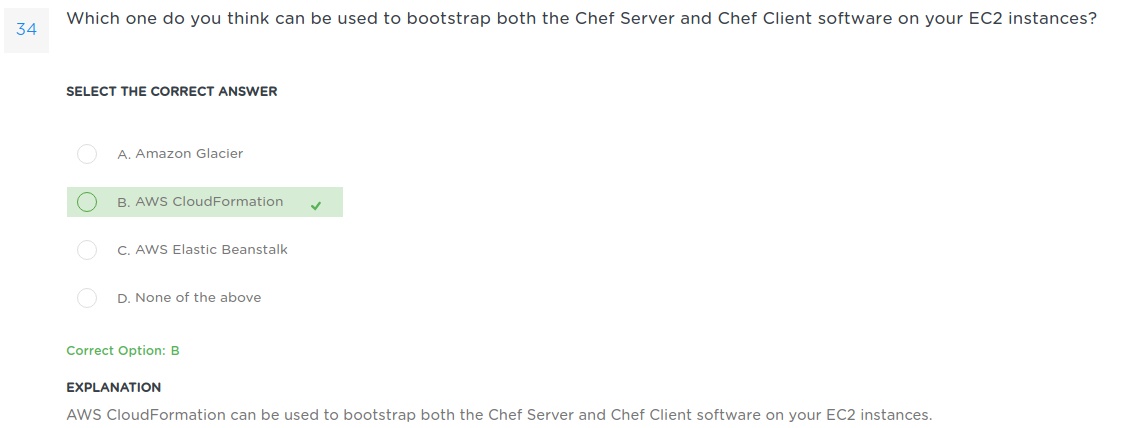 34
Which one do you think can be used to bootstrap both the Chef Server and Chef Client software on your EC2 instances?
SELECT THE CORRECT ANSWER
A. Amazon Glacier
B. AWS CloudFormation
C. AWS Elastic Beanstalk
D. None of the above
Correct Option: B
EXPLANATION
AWS CloudFormation can be used to bootstrap both the Chef Server and Chef Client software on your EC2 instances.